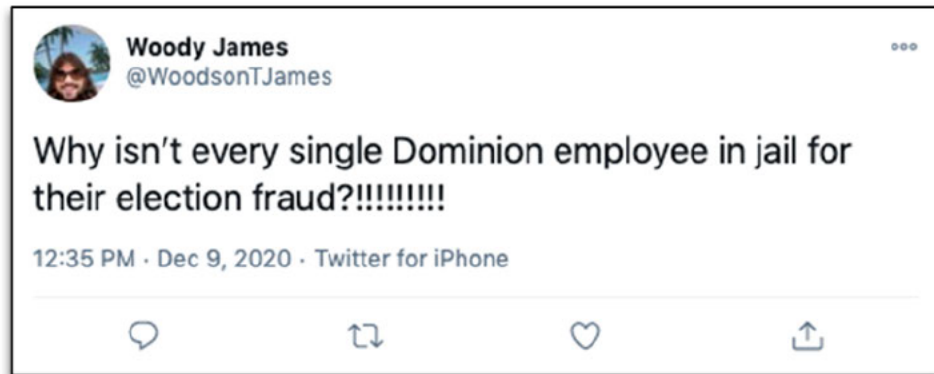 Woody James
@WoodsonTJames
Why isn't every single Dominion employee in jail for
their election fraud?!!!!!!!!!
12:35 PM · Dec 9, 2020 · Twitter for iPhone